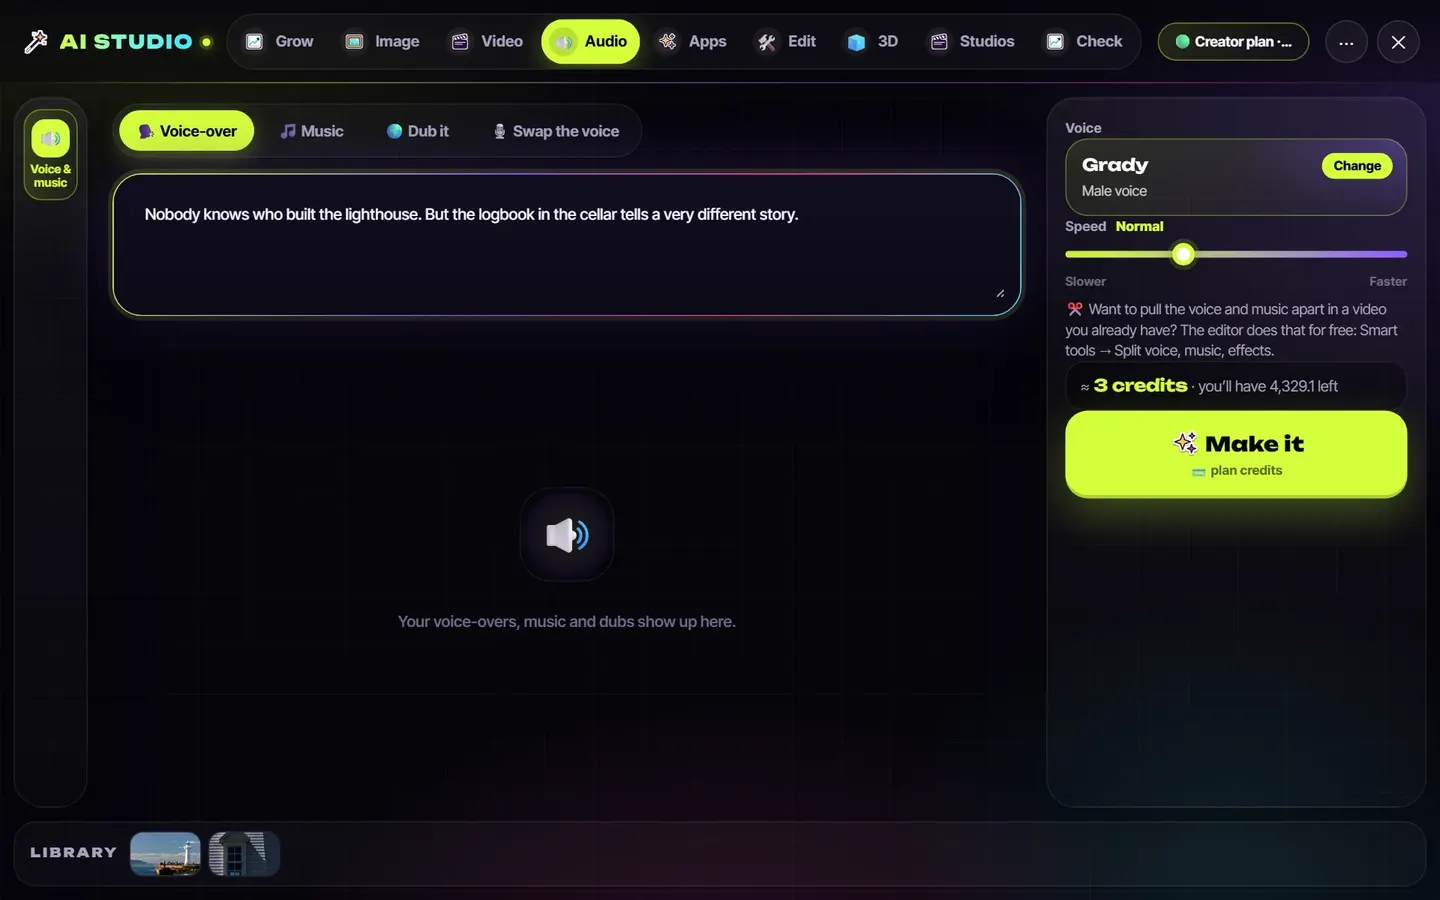 AI STUDIO
Grow
Image
Video
Audio
Apps
Edit
3D
Studios
Check
Creator plan ·...
...
Voice & music
Voice-over
Music
Dub it
Swap the voice
Nobody knows who built the lighthouse. But the logbook in the cellar tells a very different story.
Your voice-overs, music and dubs show up here.
Voice
Grady
Change
Male voice
Speed Normal
Slower
Faster
Want to pull the voice and music apart in a video
you already have? The editor does that for free: Smart
tools → Split voice, music, effects.
≈ 3 credits · you'll have 4,329.1 left
Make it
plan credits
LIBRARY